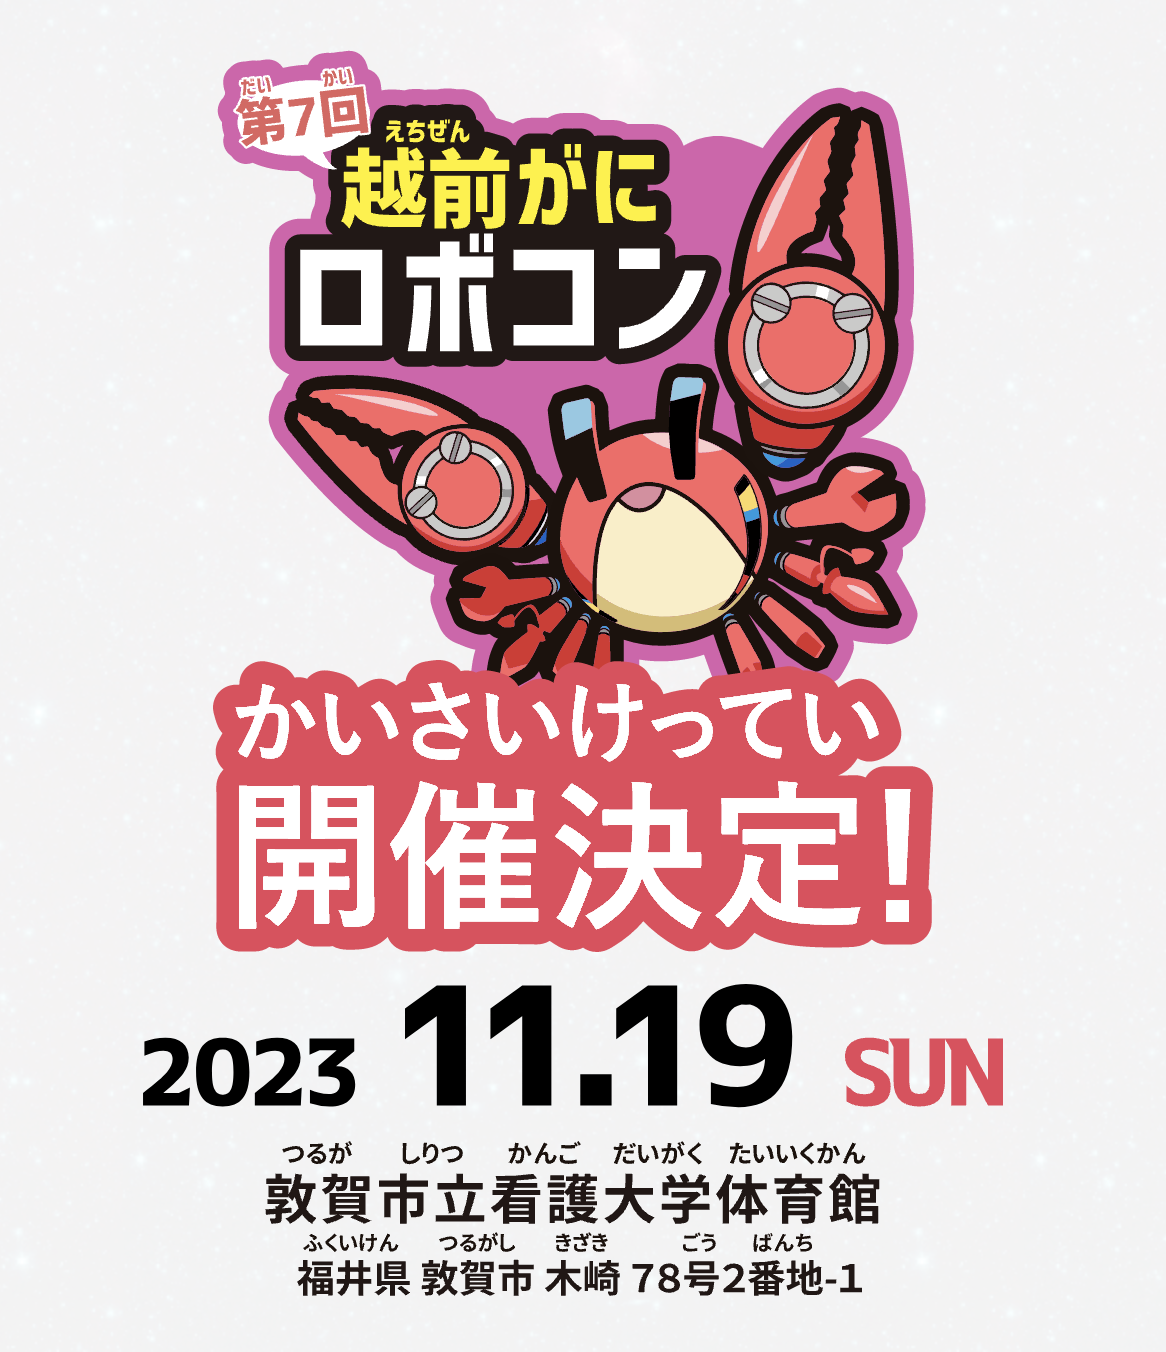 だい かい
第7回
えちぜん
越前がに
ロボコン
かいさいけってい
開催決定!
2023 11.19 SUN
つるが しりつ かんご だいがく たいいくかん
敦賀市立看護大学体育館
ふくいけん つるがし きざき ごう ばんち
福井県 敦賀市 木崎 78号2番地-1